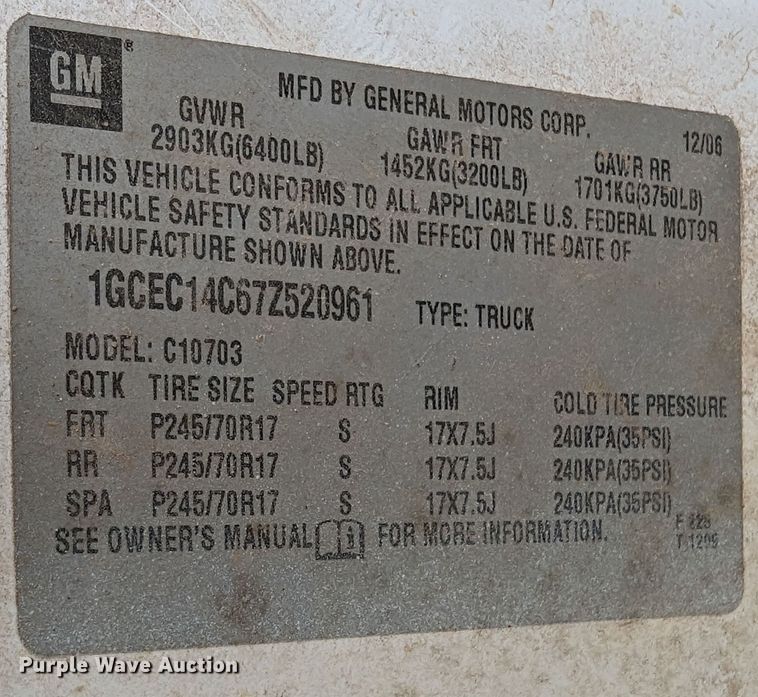 GM®
MFD BY GENERAL MOTORS CORP. 12/06
GVWR GAWR FRT GAWR RR
2903KG(6400LB) 1452KG(3200LB) 1701KG(3750LB)
THIS VEHICLE CONFORMS TO ALL APPLICABLE U.S. FEDERAL MOTOR
VEHICLE SAFETY STANDARDS IN EFFECT ON THE DATE OF
MANUFACTURE SHOWN ABOVE.
1GCEC14C67Z520961 TYPE: TRUCK
MODEL: C10703
CQTK TIRE SIZE SPEED RTG RIM COLD TIRE PRESSURE
FRT P245/70R17 S 17X7.5J 240KPA(35PSI)
RR P245/70R17 S 17X7.5J 240KPA(35PSI)
SPA P245/70R17 S 17X7.5J 240KPA(35PSI)
SEE OWNER'S MANUAL FOR MORE INFORMATION.
F
T
Purple Wave Auction